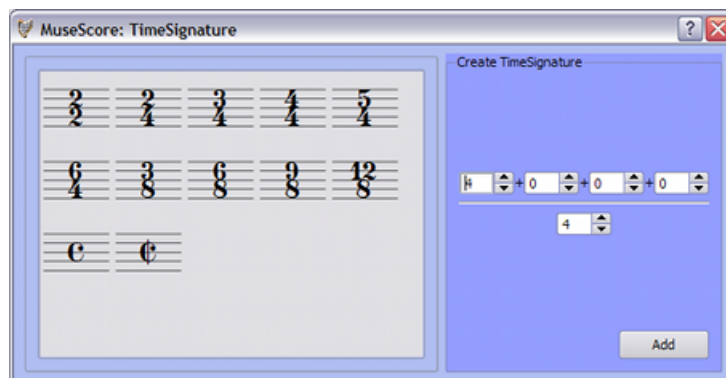 MuseScore: TimeSignature
?
Create TimeSignature
2 2 3 4 5
2 4 4 4 4
6 3 6 9 12
4 8 8 8 8
4 + 0 + 0 + 0
4
Add